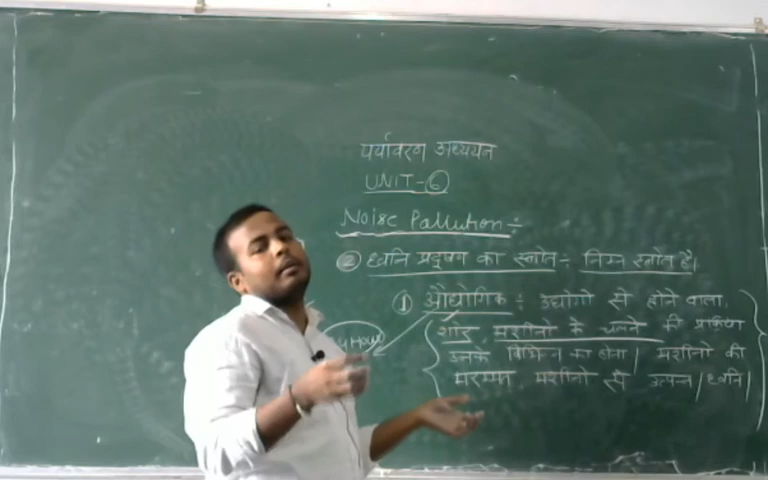 पर्यावरण अध्ययन
UNIT-6
Noise Pallution÷
② ध्वनि प्रदूषण का स्त्रोत÷ निम्न स्त्रोत है।
① औद्योगिक÷ उद्योगो से होने वाला,
शोड, मशीनो के चलने की प्रक्रिण
उनके विभिन्न का होना। मशीनो की
मरम्मत, मशीनो से उत्पन्न ध्वनि।